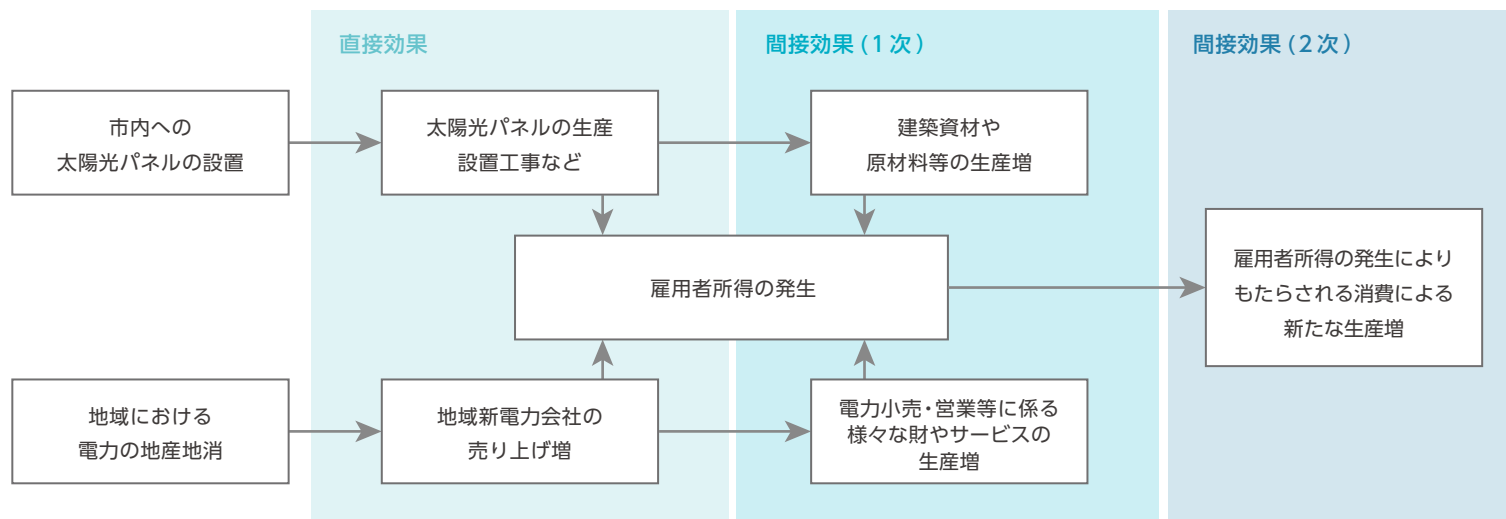 直接効果
間接効果(1次)
間接効果(2次)
市内への
太陽光パネルの設置
太陽光パネルの生産
設置工事など
建築資材や
原材料等の生産増
雇用者所得の発生
雇用者所得の発生により
もたらされる消費による
新たな生産増
地域における
電力の地産地消
地域新電力会社の
売り上げ増
電力小売・営業等に係る
様々な財やサービスの
生産増